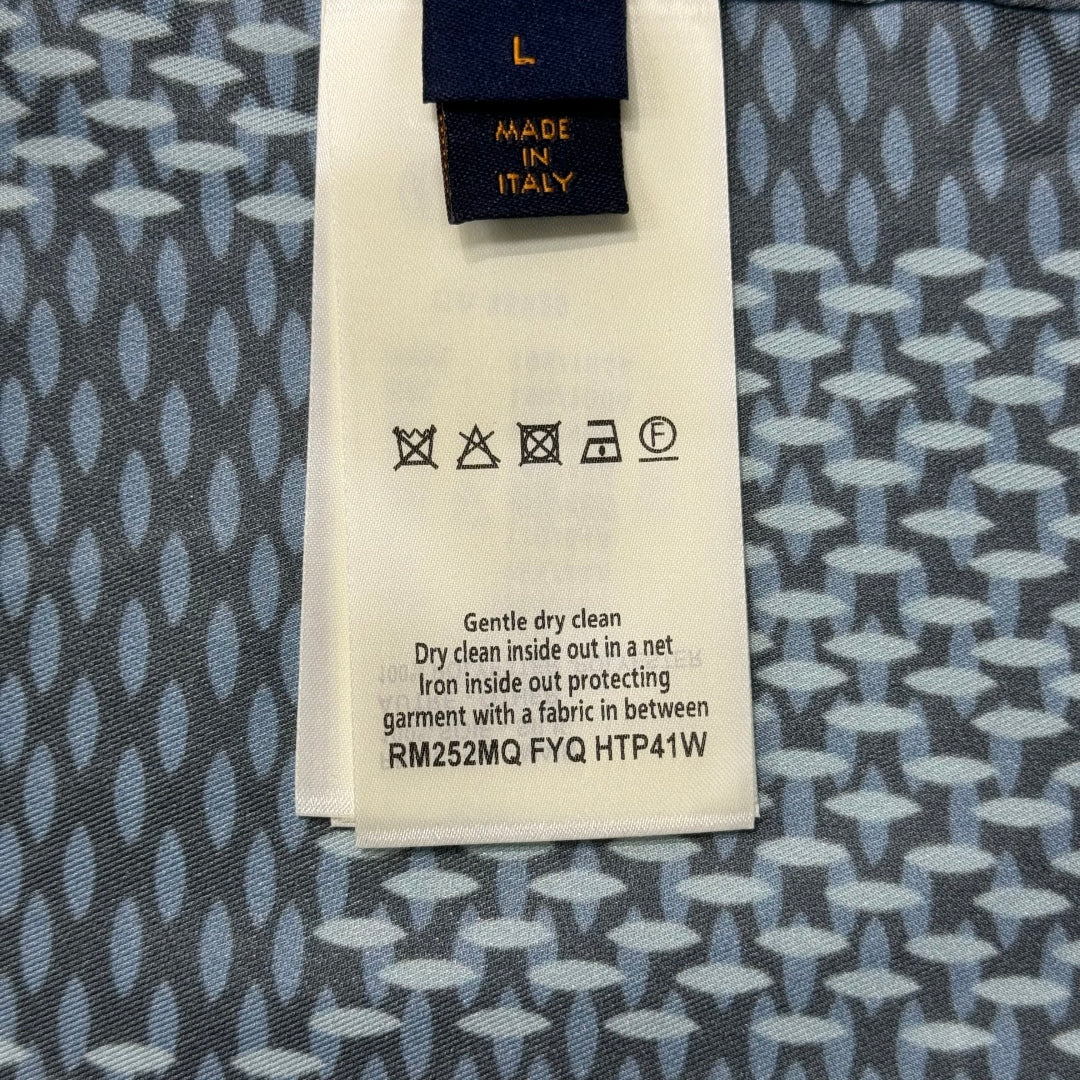 L
MADE
IN
ITALY
F
Gentle dry clean
Dry clean inside out in a net
Iron inside out protecting
garment with a fabric in between
RM252MQ FYQ HTP41W